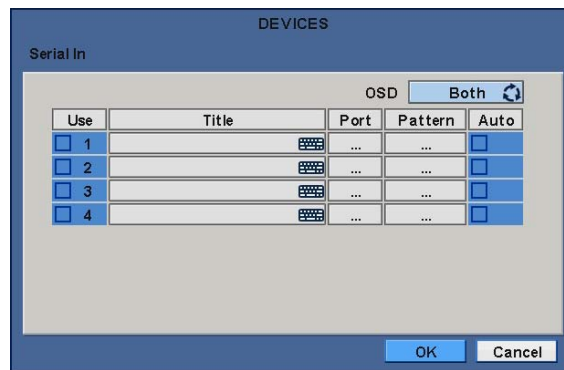 DEVICES
Serial In
OSD Both
Use Title Port Pattern Auto
1 ... ...
2 ... ...
3 ... ...
4 ... ...
OK Cancel